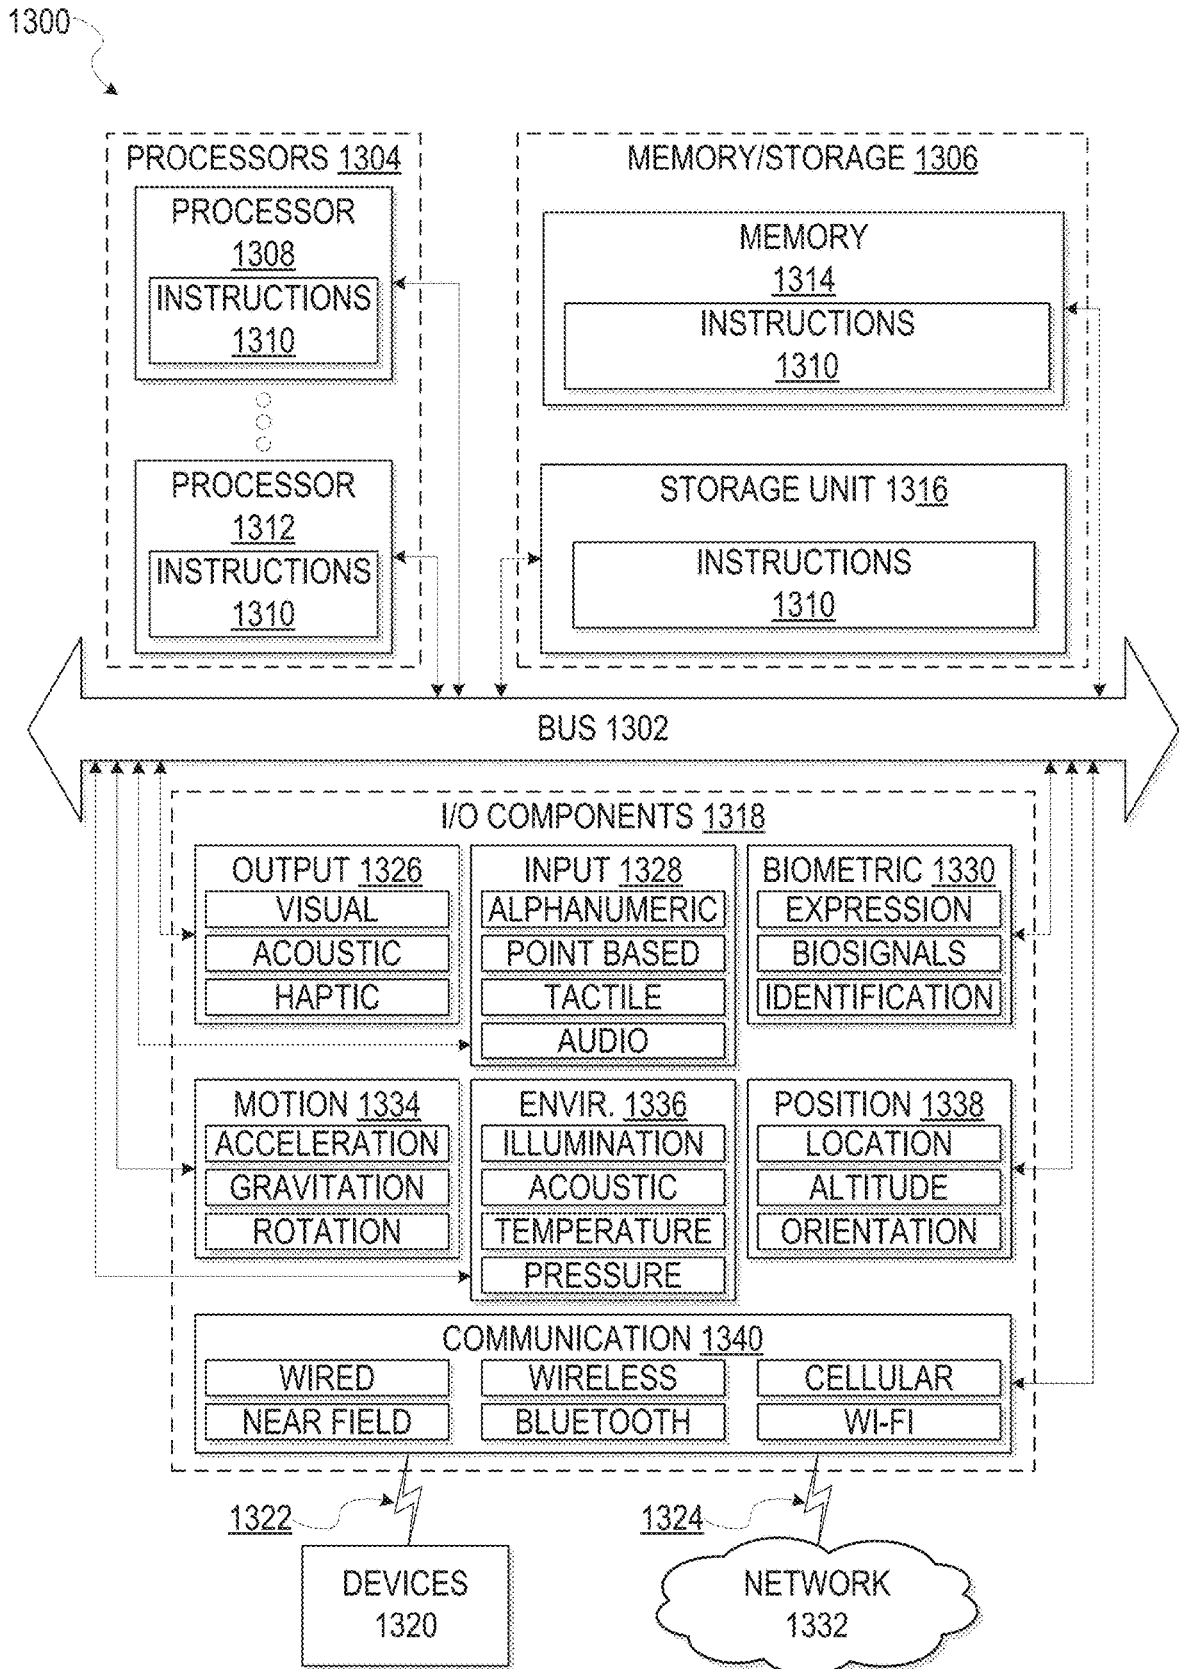 1300
PROCESSORS 1304
PROCESSOR
1308
INSTRUCTIONS
1310
PROCESSOR
1312
INSTRUCTIONS
1310
MEMORY/STORAGE 1306
MEMORY
1314
INSTRUCTIONS
1310
STORAGE UNIT 1316
INSTRUCTIONS
1310
BUS 1302
I/O COMPONENTS 1318
OUTPUT 1326
VISUAL
ACOUSTIC
HAPTIC
INPUT 1328
ALPHANUMERIC
POINT BASED
TACTILE
AUDIO
BIOMETRIC 1330
EXPRESSION
BIOSIGNALS
IDENTIFICATION
MOTION 1334
ACCELERATION
GRAVITATION
ROTATION
ENVIR. 1336
ILLUMINATION
ACOUSTIC
TEMPERATURE
PRESSURE
POSITION 1338
LOCATION
ALTITUDE
ORIENTATION
COMMUNICATION 1340
WIRED
WIRELESS
CELLULAR
NEAR FIELD
BLUETOOTH
WI-FI
1322
1324
DEVICES
1320
NETWORK
1332